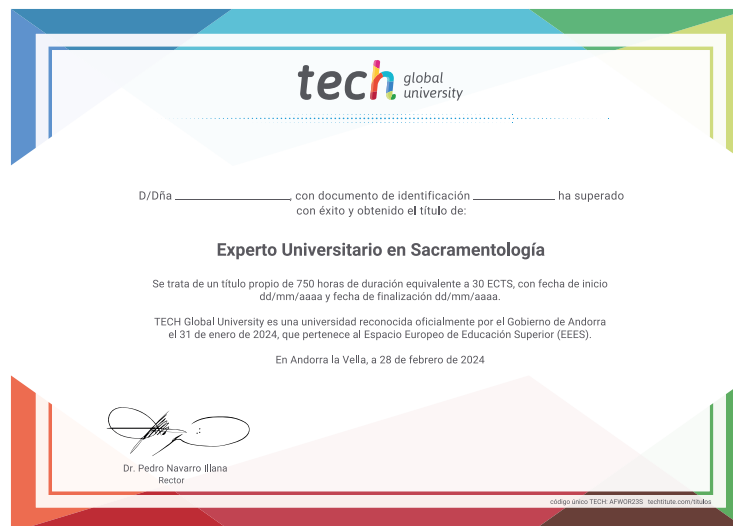 tech global
university
D/Dña ______________, con documento de identificación __________ ha superado
con éxito y obtenido el título de:
Experto Universitario en Sacramentología
Se trata de un título propio de 750 horas de duración equivalente a 30 ECTS, con fecha de inicio
dd/mm/aaaa y fecha de finalización dd/mm/aaaa.
TECH Global University es una universidad reconocida oficialmente por el Gobierno de Andorra
el 31 de enero de 2024, que pertenece al Espacio Europeo de Educación Superior (EEES).
En Andorra la Vella, a 28 de febrero de 2024
Dr. Pedro Navarro Illana
Rector
código único TECH: AFWOR23S techtitute.com/titulos